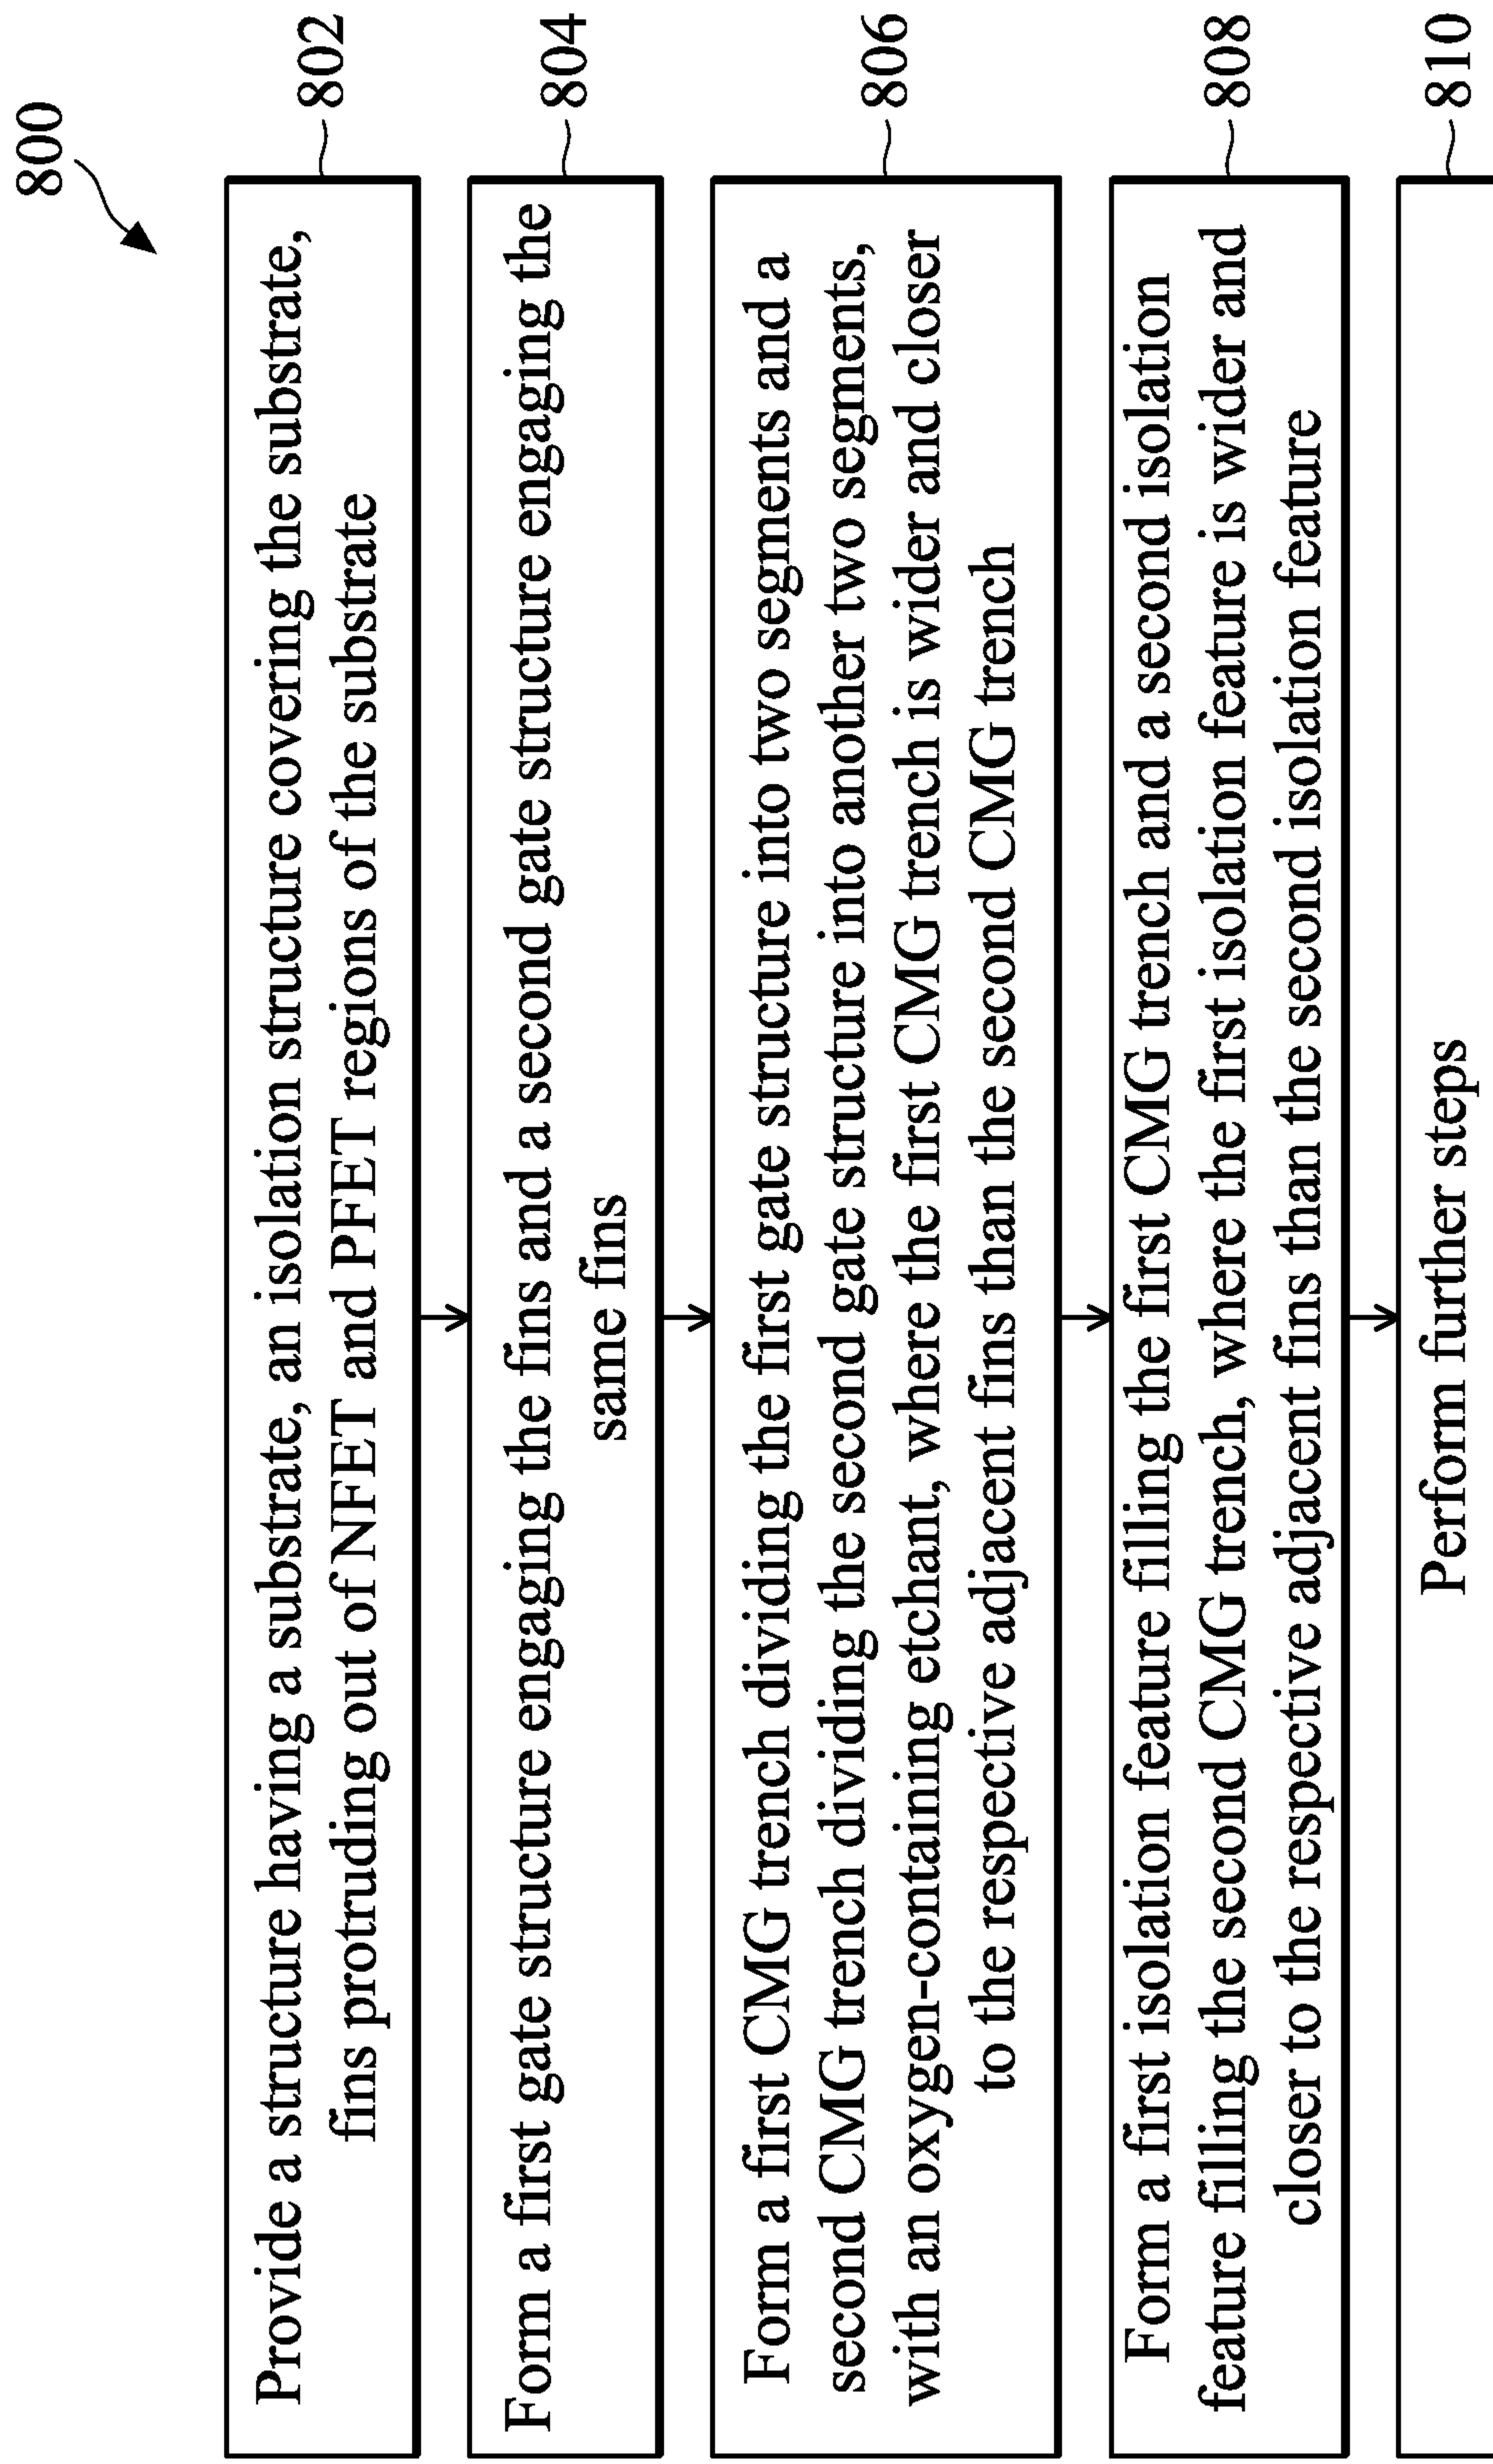 800
Provide a structure having a substrate, an isolation structure covering the substrate,
fins protruding out of NFET and PFET regions of the substrate
802
Form a first gate structure engaging the fins and a second gate structure engaging the
same fins
804
Form a first CMG trench dividing the first gate structure into two segments and a
second CMG trench dividing the second gate structure into another two segments,
with an oxygen-containing etchant, where the first CMG trench is wider and closer
to the respective adjacent fins than the second CMG trench
806
Form a first isolation feature filling the first CMG trench and a second isolation
feature filling the second CMG trench, where the first isolation feature is wider and
closer to the respective adjacent fins than the second isolation feature
808
Perform further steps
810